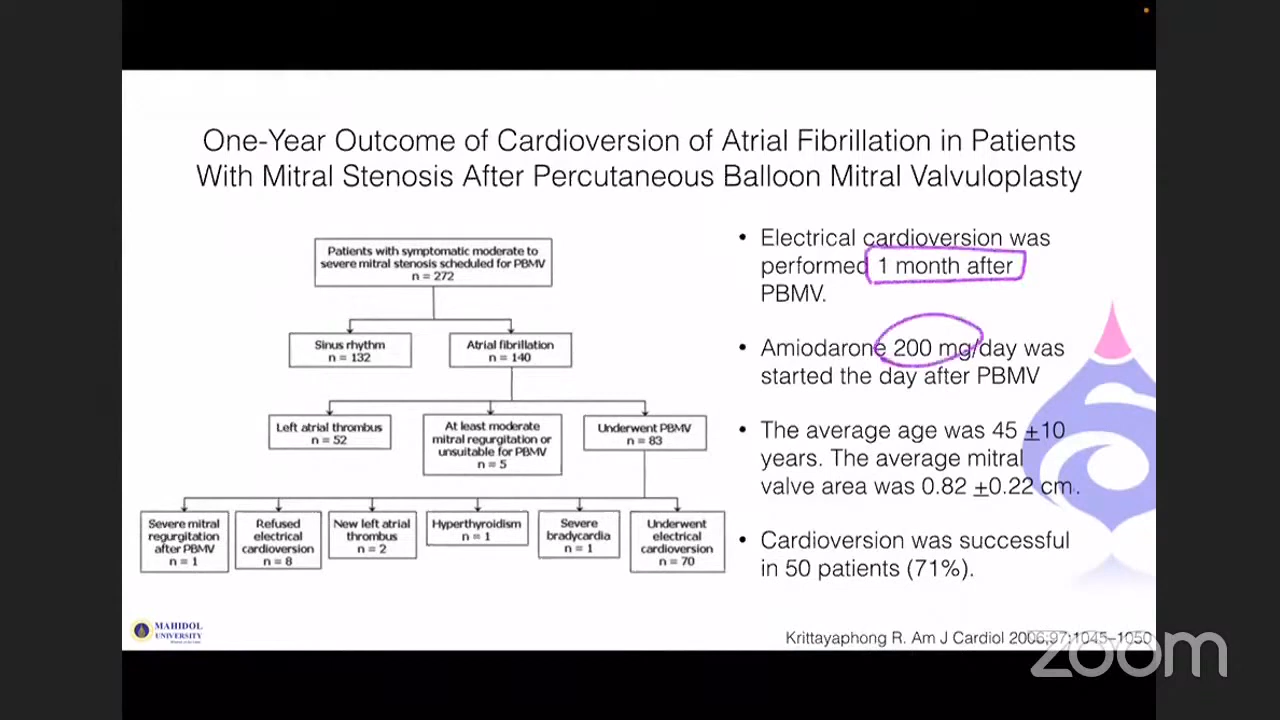 One-Year Outcome of Cardioversion of Atrial Fibrillation in Patients
With Mitral Stenosis After Percutaneous Balloon Mitral Valvuloplasty
Patients with symptomatic moderate to
severe mitral stenosis scheduled for PBMV
n = 272
Sinus rhythm
n = 132
Atrial fibrillation
n = 140
Left atrial thrombus
n = 52
At least moderate
mitral regurgitation or
unsuitable for PBMV
n = 5
Underwent PBMV
n = 83
Severe mitral
regurgitation
after PBMV
n = 1
Refused
electrical
cardioversion
n = 8
New left atrial
thrombus
n = 2
Hyperthyroidism
n = 1
Severe
bradycardia
n = 1
Underwent
electrical
cardioversion
n = 70
• Electrical cardioversion was
performed 1 month after
PBMV.
• Amiodarone 200 mg/day was
started the day after PBMV
• The average age was 45 ±10
years. The average mitral
valve area was 0.82 ±0.22 cm.
• Cardioversion was successful
in 50 patients (71%).
MAHIDOL
UNIVERSITY
Krittayaphong R. Am J Cardiol 2006;97:1045–1050
zoom